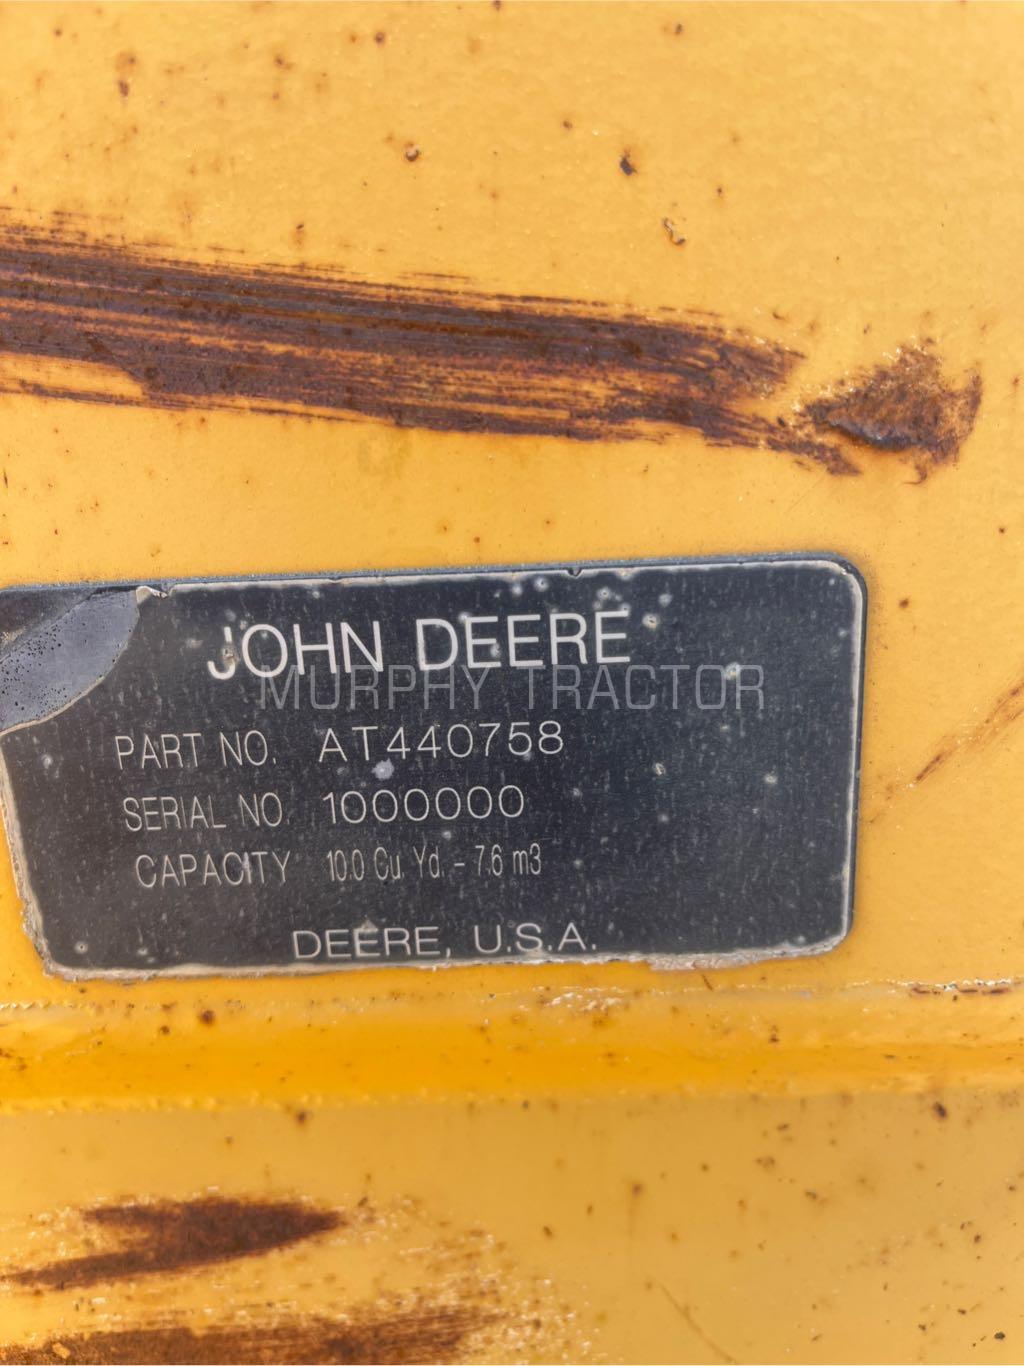 JOHN DEERE
MURPHY TRACTOR
PART NO. AT440758
SERIAL NO. 1000000
CAPACITY 10.0 Cu. Yd. - 7.6 m3
DEERE, U.S.A.